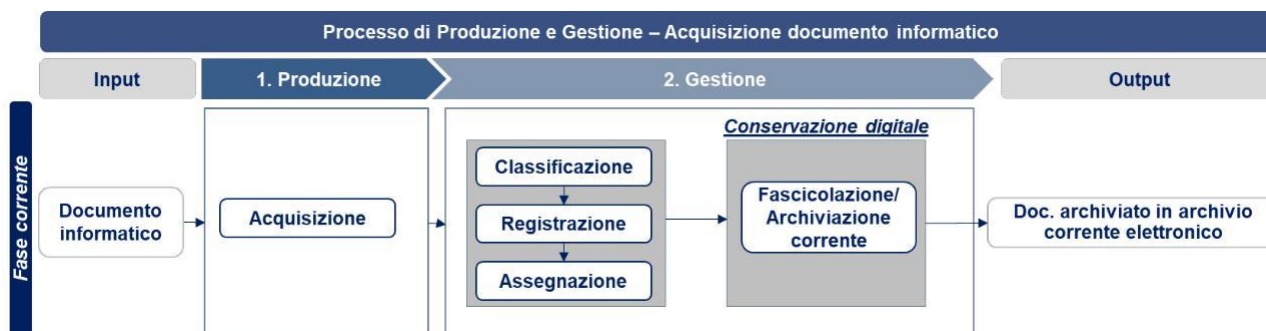 Processo di Produzione e Gestione – Acquisizione documento informatico
Input
1. Produzione
2. Gestione
Output
Fase corrente
Documento
informatico
Acquisizione
Classificazione
Registrazione
Assegnazione
Conservazione digitale
Fascicolazione/
Archiviazione
corrente
Doc. archiviato in archivio
corrente elettronico